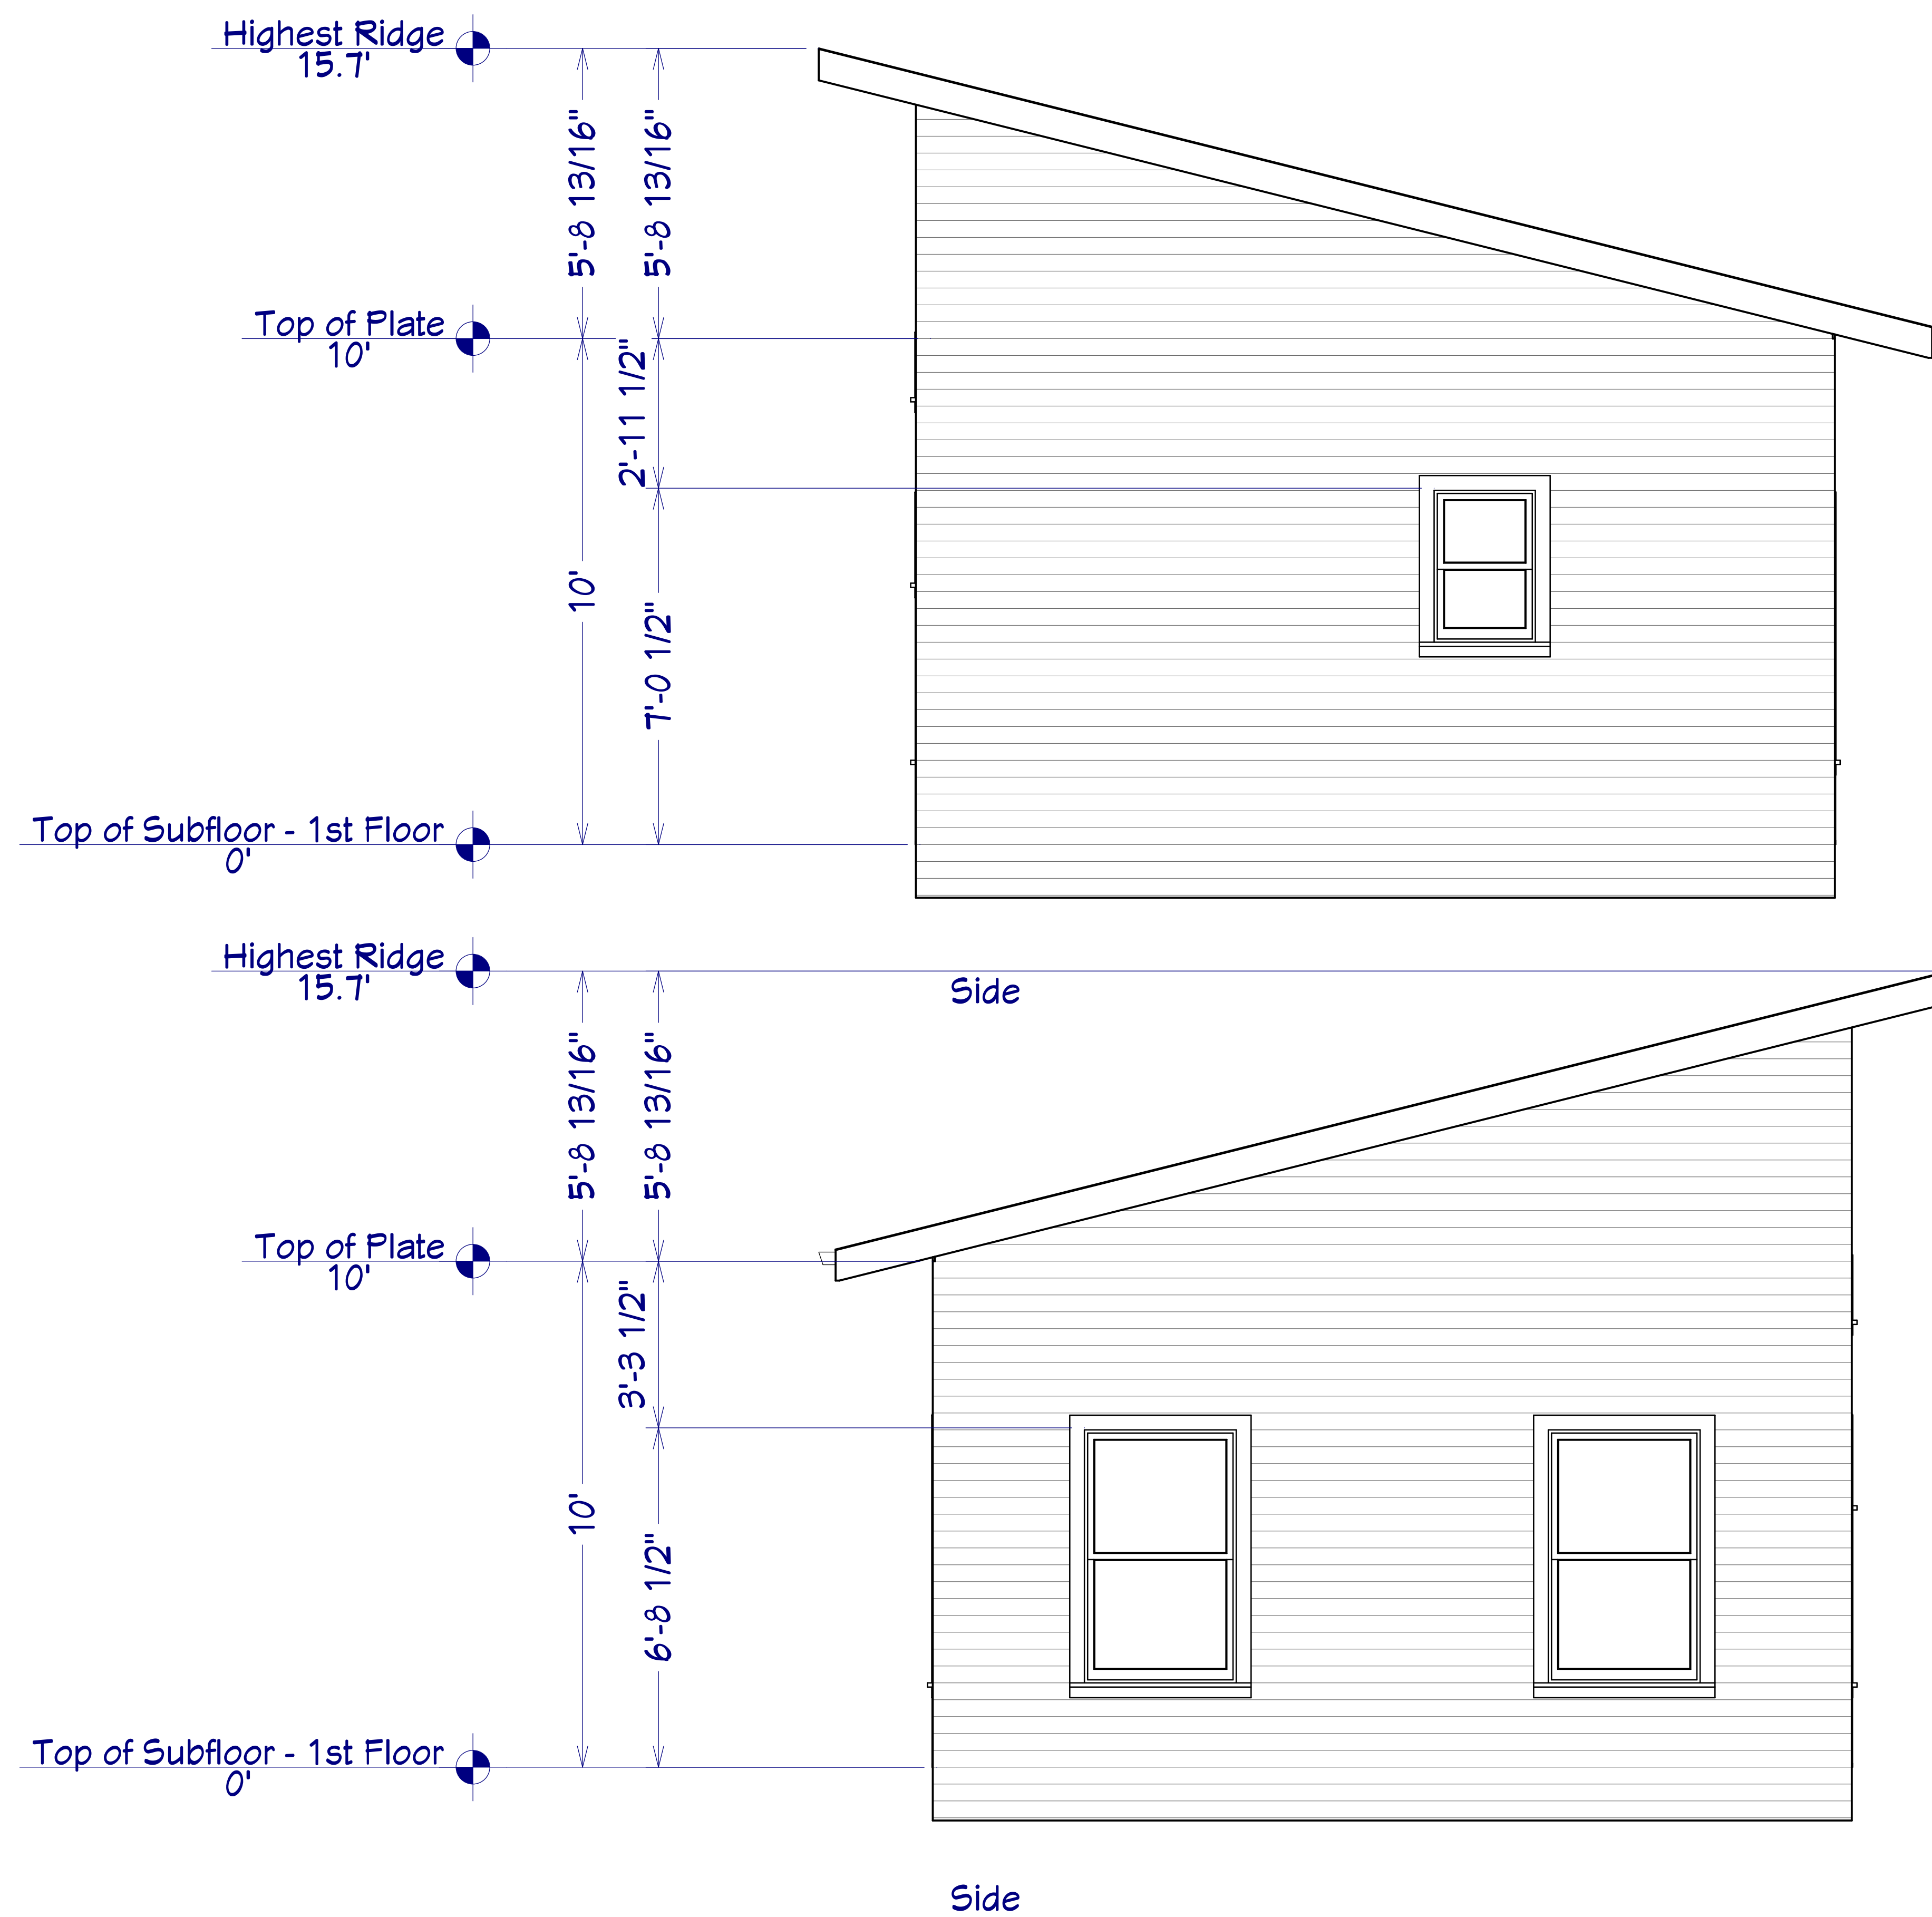 Highest Ridge
15.7'
5'-8 13/16"
5'-8 13/16"
Top of Plate
10'
2'-11 1/2"
10'
7'-0 1/2"
Top of Subfloor - 1st Floor
0'
Side
Highest Ridge
15.7'
5'-8 13/16"
5'-8 13/16"
Top of Plate
10'
3'-3 1/2"
10'
6'-8 1/2"
Top of Subfloor - 1st Floor
0'
Side